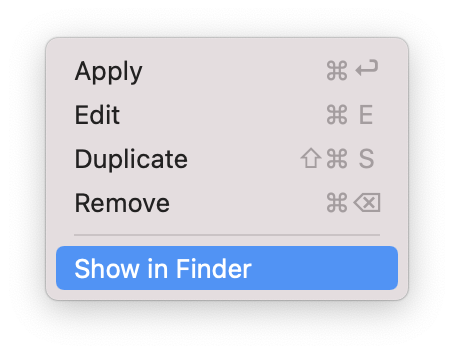 Apply ⌘ ↩
Edit ⌘ E
Duplicate ⇧ ⌘ S
Remove ⌘ ⌫
Show in Finder